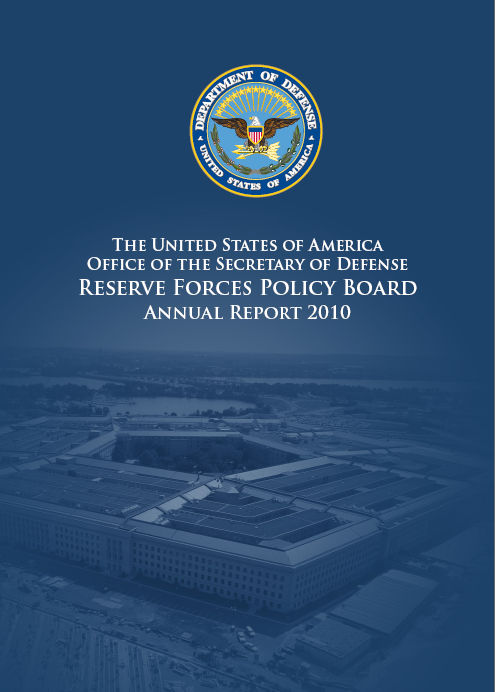 DEPARTMENT OF DEFENSE
UNITED STATES OF AMERICA
The United States of America
Office of the Secretary of Defense
Reserve Forces Policy Board
Annual Report 2010